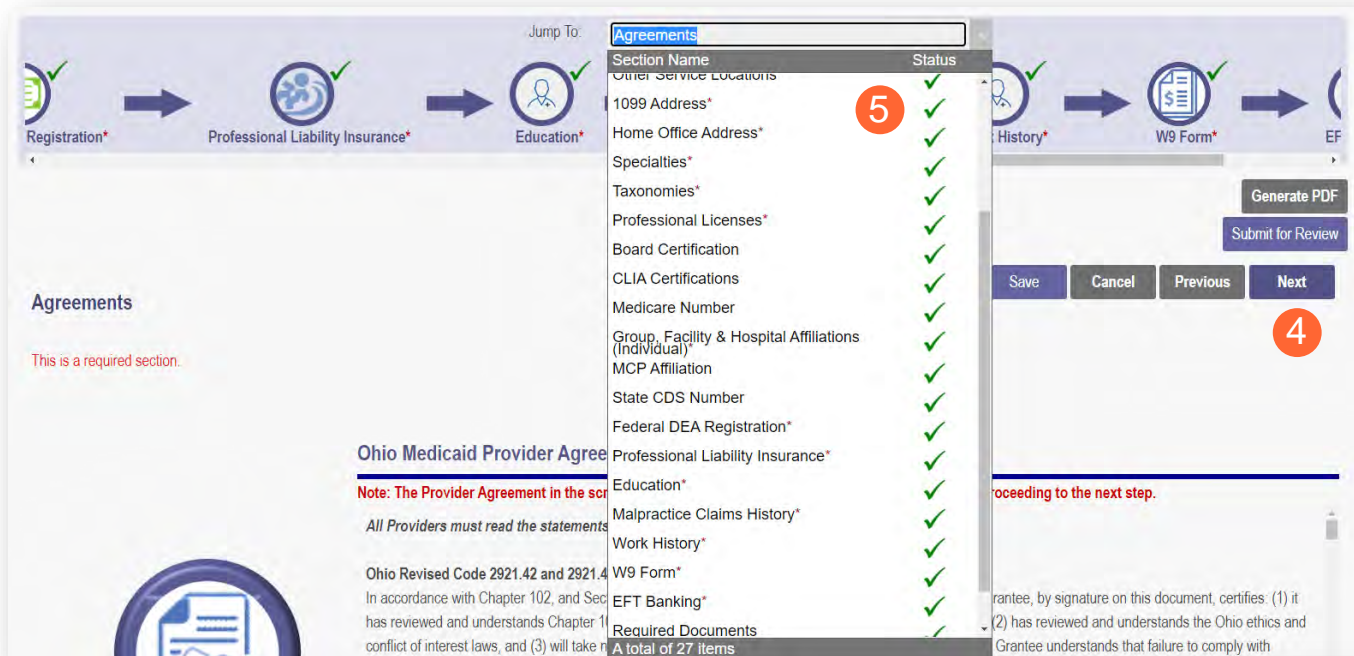 Jump To:
Agreements
Section Name Status
Other Service Locations
1099 Address*
5
Home Office Address*
Specialties*
Taxonomies*
Professional Licenses*
Board Certification
CLIA Certifications
Medicare Number
Group, Facility & Hospital Affiliations
(Individual)*
MCP Affiliation
State CDS Number
Federal DEA Registration*
Professional Liability Insurance*
Education*
Malpractice Claims History*
Work History*
W9 Form*
EFT Banking*
Required Documents
A total of 27 items
Registration*
Professional Liability Insurance*
Education*
History*
W9 Form*
EF
Generate PDF
Submit for Review
Save Cancel Previous Next
4
Agreements
This is a required section.
Ohio Medicaid Provider Agree
Note: The Provider Agreement in the scr roceeding to the next step.
All Providers must read the statements
Ohio Revised Code 2921.42 and 2921.4
In accordance with Chapter 102, and Sec rantee, by signature on this document, certifies: (1) it
has reviewed and understands Chapter 1 (2) has reviewed and understands the Ohio ethics and
conflict of interest laws, and (3) will take n Grantee understands that failure to comply with